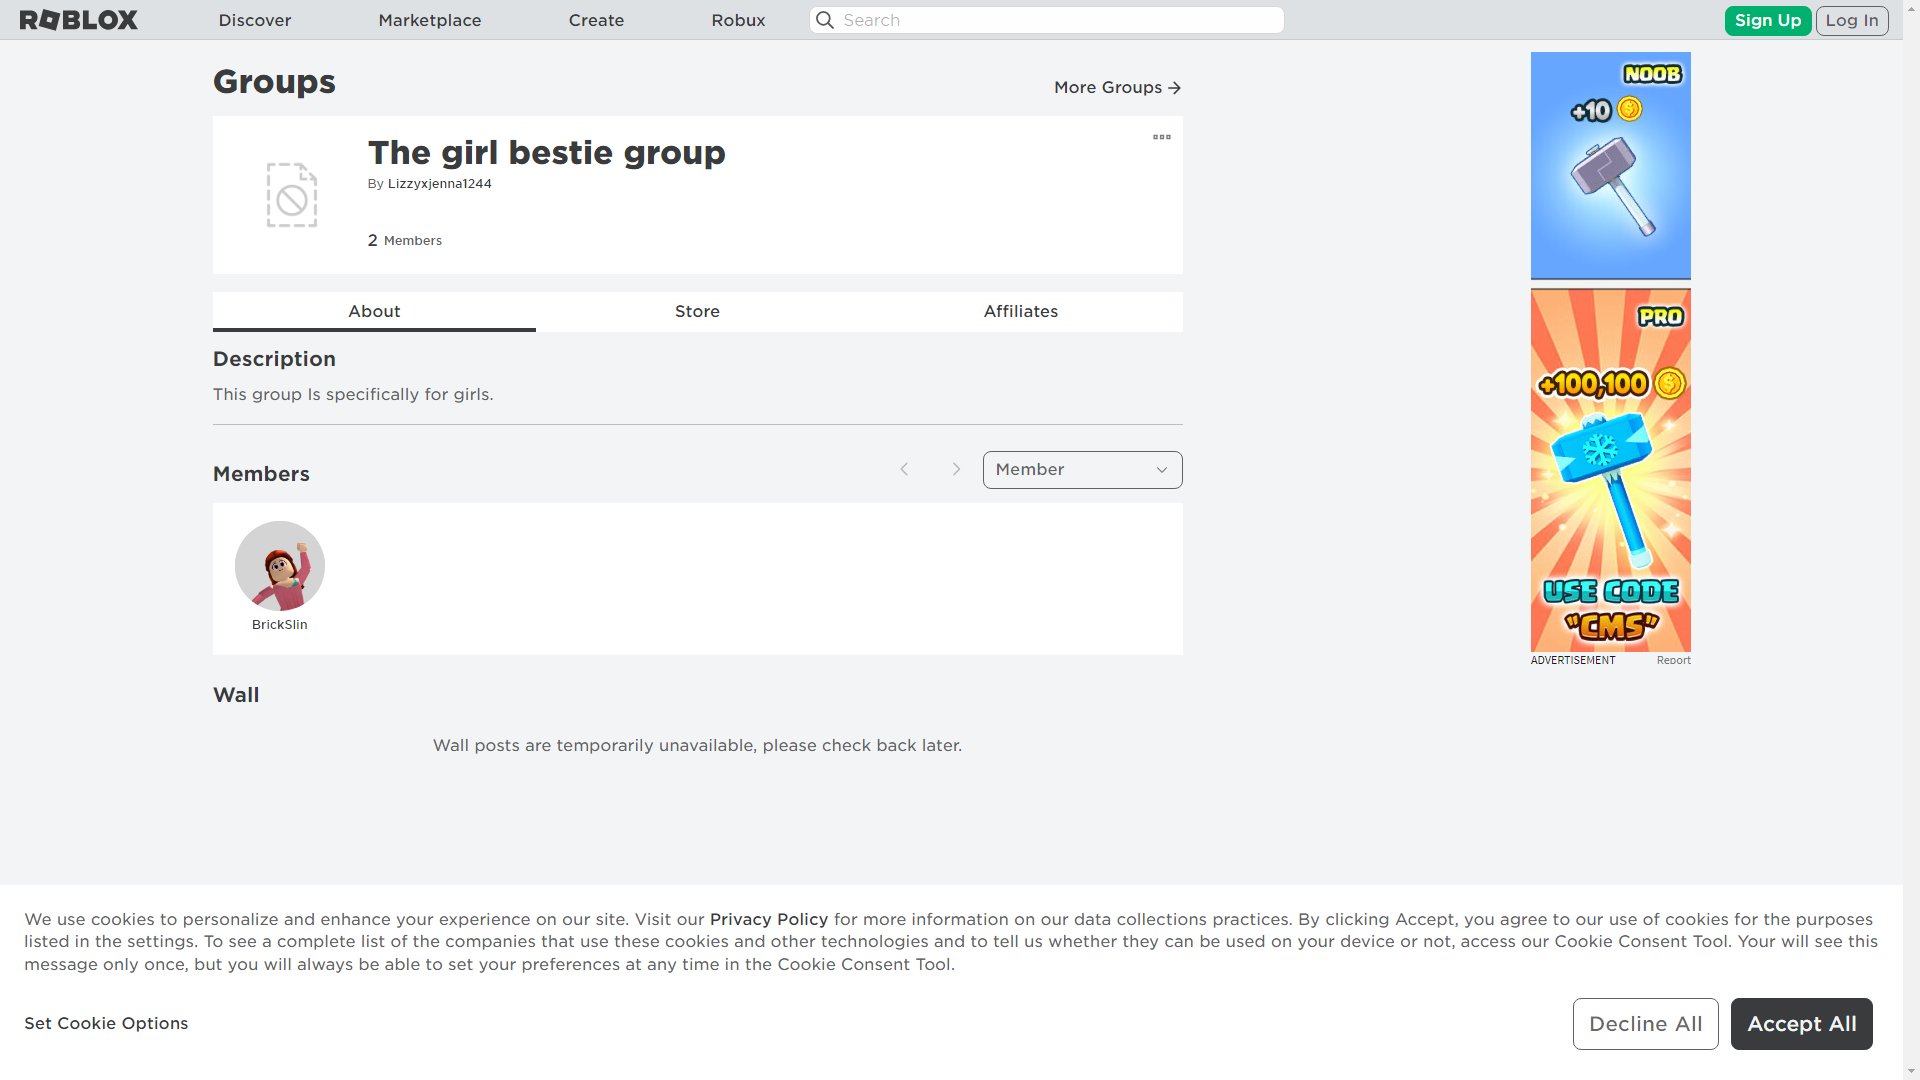 ROBLOX
Discover
Marketplace
Create
Robux
Search
Sign Up
Log In
Groups
More Groups
The girl bestie group
By Lizzyxjenna1244
2 Members
About
Store
Affiliates
Description
This group Is specifically for girls.
Members
Member
BrickSlin
Wall
Wall posts are temporarily unavailable, please check back later.
NOOB
+10
PRO
+100,100
USE CODE
"CMS"
ADVERTISEMENT
Report
We use cookies to personalize and enhance your experience on our site. Visit our Privacy Policy for more information on our data collections practices. By clicking Accept, you agree to our use of cookies for the purposes
listed in the settings. To see a complete list of the companies that use these cookies and other technologies and to tell us whether they can be used on your device or not, access our Cookie Consent Tool. Your will see this
message only once, but you will always be able to set your preferences at any time in the Cookie Consent Tool.
Set Cookie Options
Decline All
Accept All